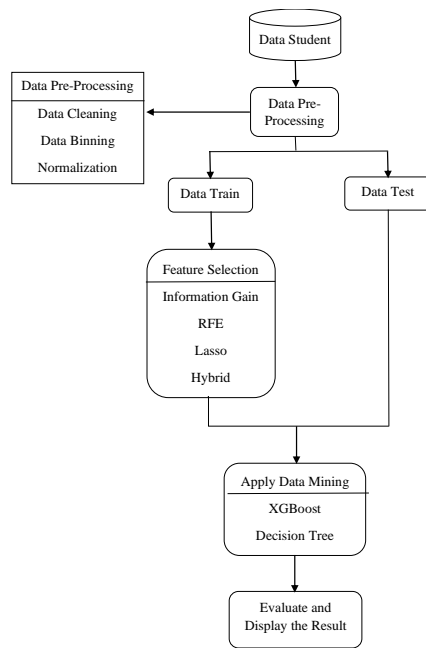 Data Student
Data Pre-Processing
Data Cleaning
Data Binning
Normalization
Data Pre-
Processing
Data Train
Data Test
Feature Selection
Information Gain
RFE
Lasso
Hybrid
Apply Data Mining
XGBoost
Decision Tree
Evaluate and
Display the Result